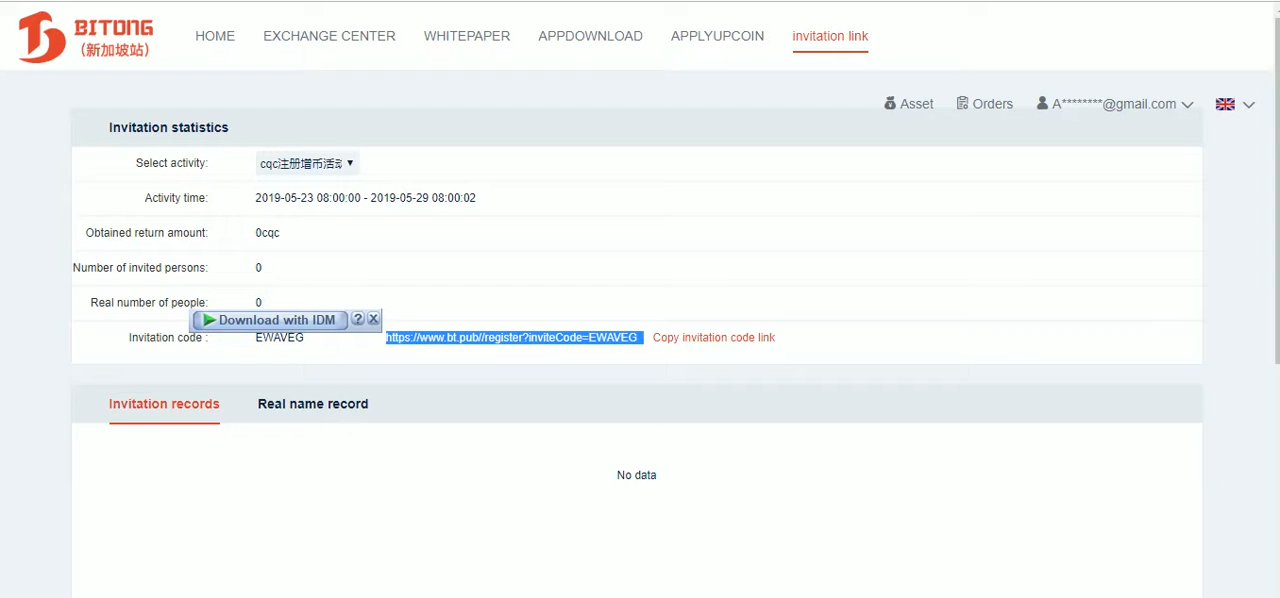 BITONG
(新加坡站)
HOME EXCHANGE CENTER WHITEPAPER APPDOWNLOAD APPLYUPCOIN invitation link
Asset Orders A********@gmail.com
Invitation statistics
Select activity: cqc注册增币活动
Activity time: 2019-05-23 08:00:00 - 2019-05-29 08:00:02
Obtained return amount: 0cqc
Number of invited persons: 0
Real number of people: 0
Download with IDM ? X
Invitation code : EWAVEG https://www.bt.pub//register?inviteCode=EWAVEG Copy invitation code link
Invitation records Real name record
No data